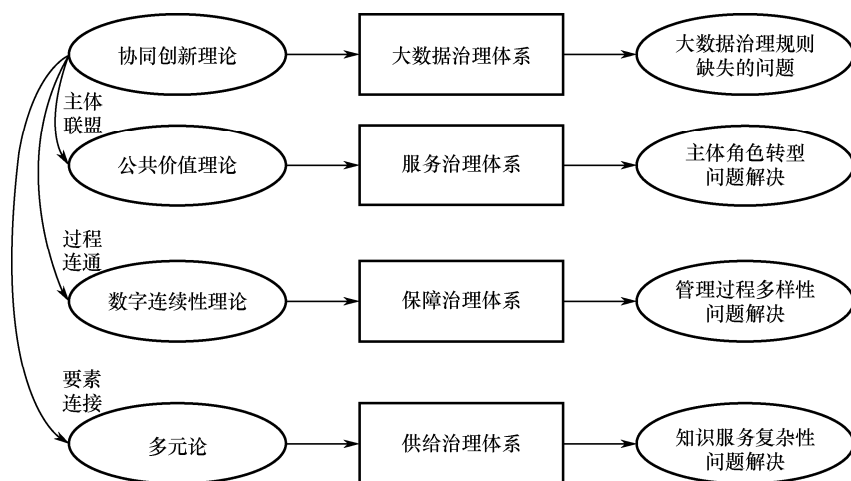 协同创新理论
大数据治理体系
大数据治理规则
缺失的问题
主体
联盟
公共价值理论
服务治理体系
主体角色转型
问题解决
过程
连通
数字连续性理论
保障治理体系
管理过程多样性
问题解决
要素
连接
多元论
供给治理体系
知识服务复杂性
问题解决